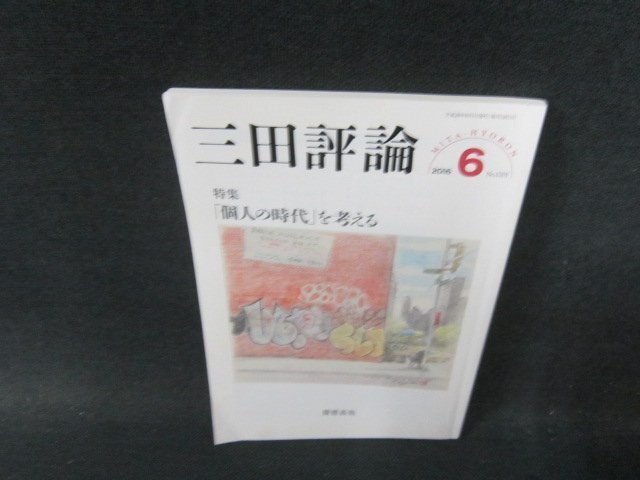 三田評論
MITA-HYORON
2016
6
特集
「個人の時代」を考える
慶應義塾